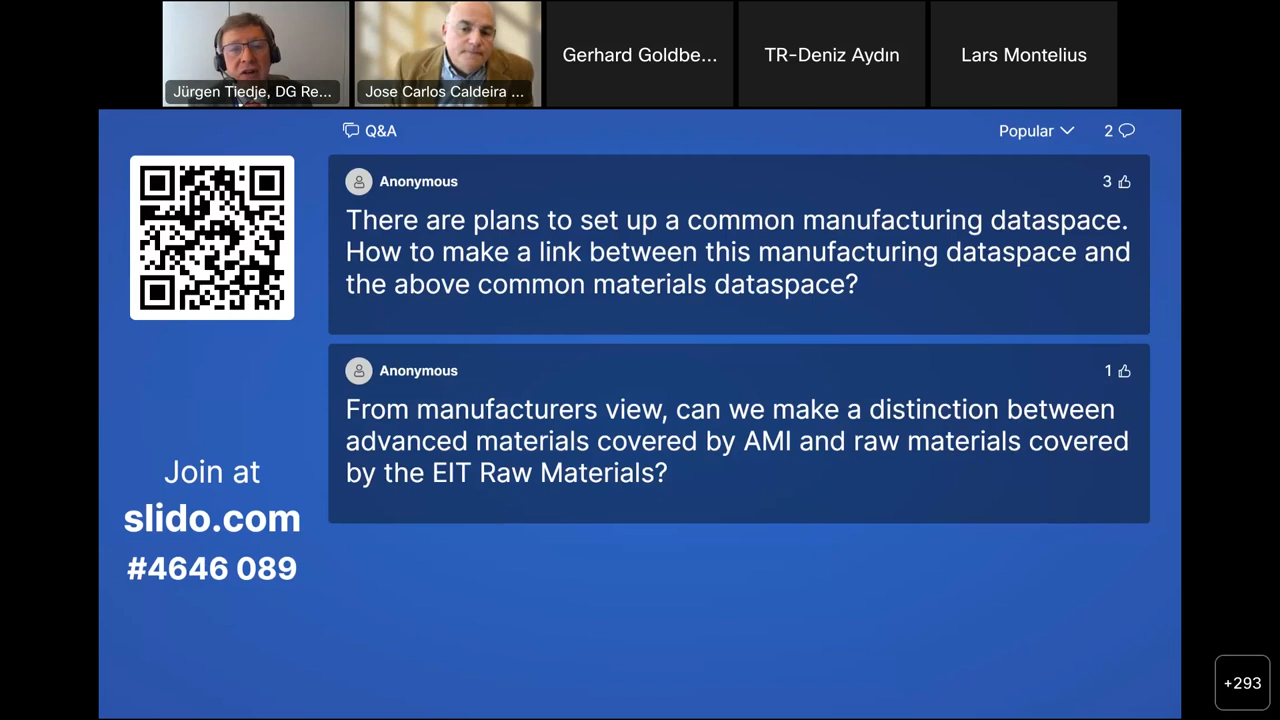 Jürgen Tiedje, DG Re...
Jose Carlos Caldeira ...
Gerhard Goldbe...
TR-Deniz Aydın
Lars Montelius
Q&A
Popular
2
Anonymous
3
There are plans to set up a common manufacturing dataspace.
How to make a link between this manufacturing dataspace and
the above common materials dataspace?
Anonymous
1
From manufacturers view, can we make a distinction between
advanced materials covered by AMI and raw materials covered
by the EIT Raw Materials?
Join at
slido.com
#4646 089
+293